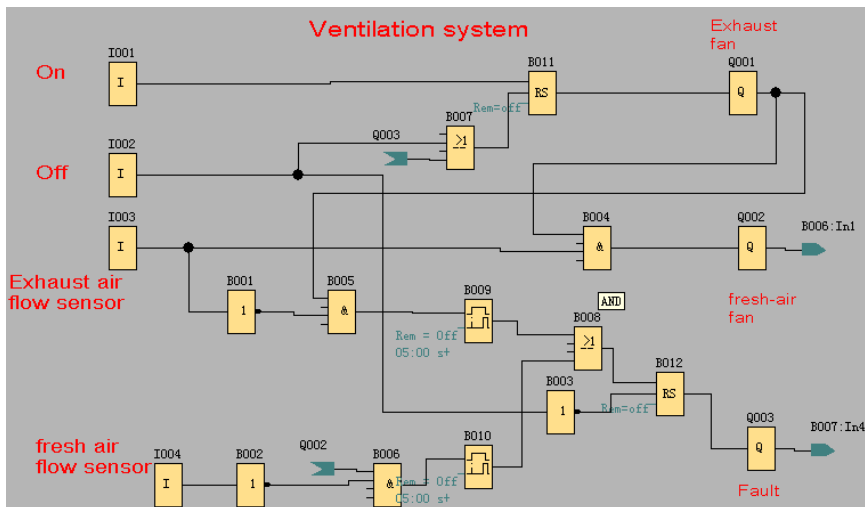 Ventilation system
Exhaust
fan
I001
On
I
B011
RS
Rem=off
Q001
Q
I002
Off
I
Q003
B007
≥1
I003
I
Exhaust air
flow sensor
B004
&
Q002
Q
B006:In1
fresh-air
fan
B001
1
B005
&
B009
Rem = Off
05:00 s+
AND
B008
≥1
B003
1
B012
RS
Rem=off
Q003
Q
B007:In4
Fault
fresh air
flow sensor
I004
I
B002
1
Q002
B006
&
B010
Rem = Off
05:00 s+